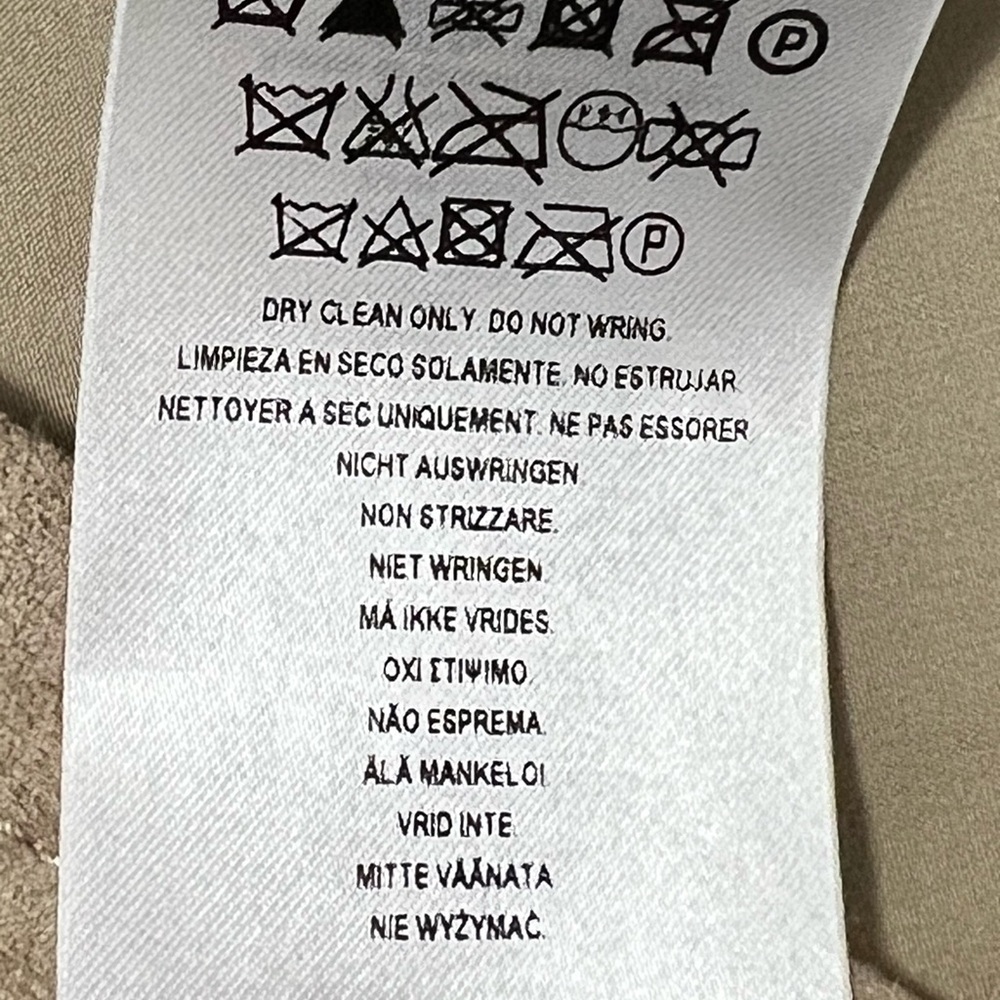 P
P
DRY CLEAN ONLY. DO NOT WRING.
LIMPIEZA EN SECO SOLAMENTE. NO ESTRUJAR
NETTOYER A SEC UNIQUEMENT. NE PAS ESSORER
NICHT AUSWRINGEN
NON STRIZZARE.
NIET WRINGEN.
MÅ IKKE VRIDES.
ΟΧΙ ΣΤΙΨΙΜΟ.
NÃO ESPREMA.
ÄLÄ MANKELOI.
VRID INTE.
MITTE VÄÄNATA
NIE WYŻYMAĆ.